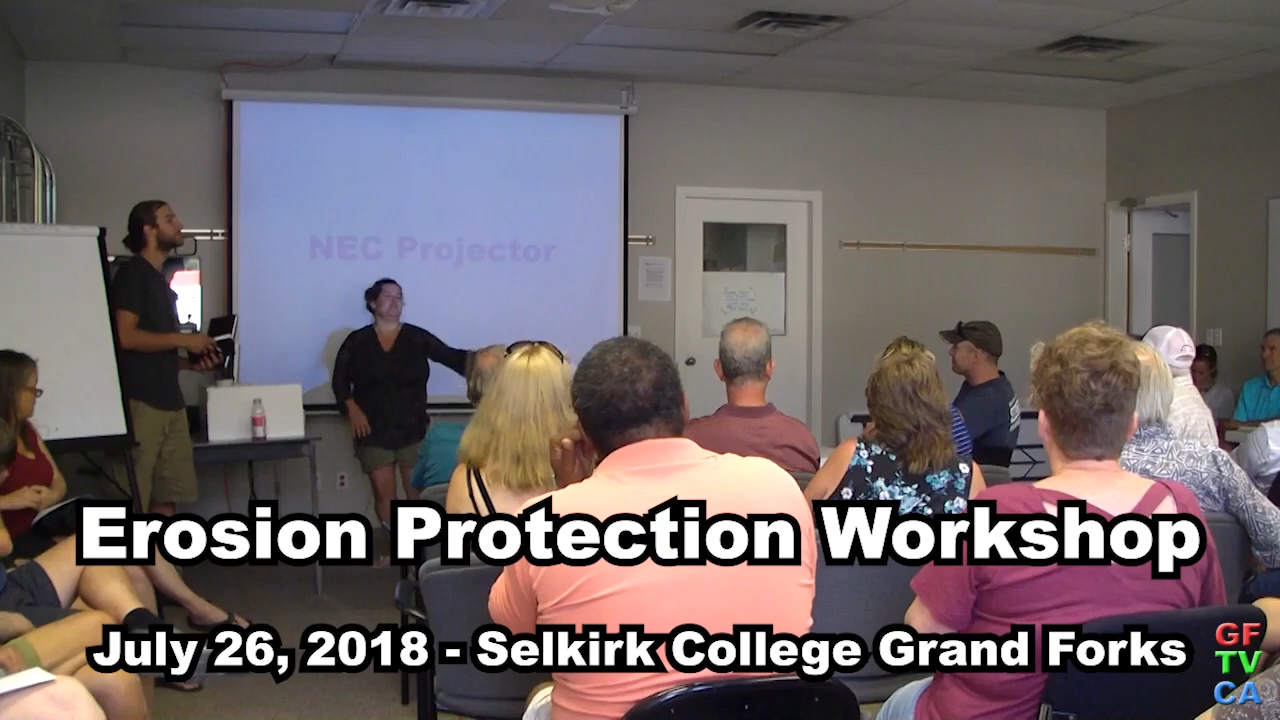 NEC Projector
Erosion Protection Workshop
July 26, 2018 - Selkirk College Grand Forks
GF
TV
CA